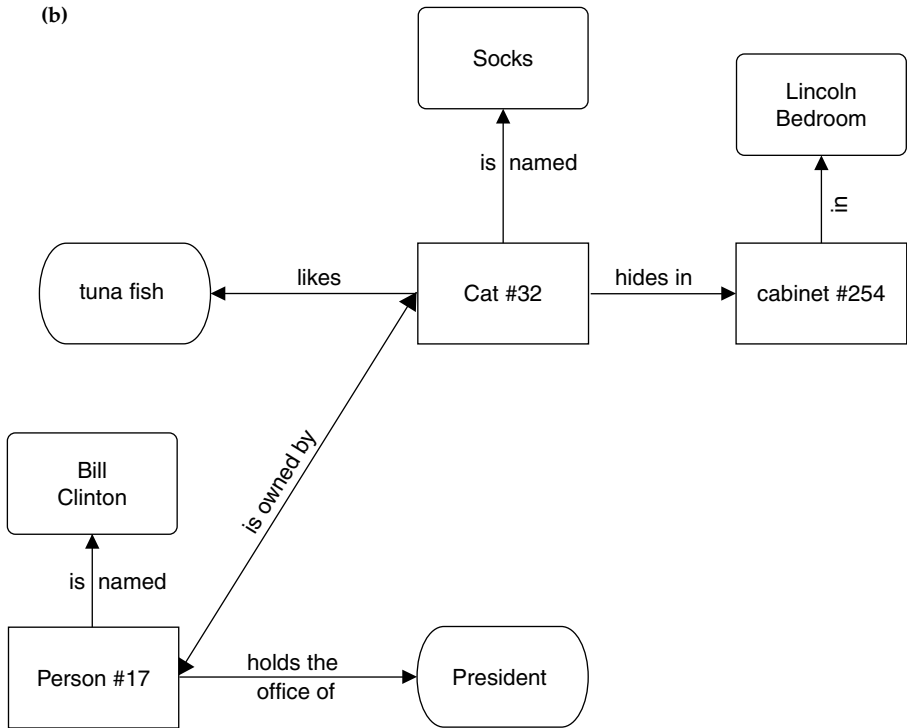 (b)
Socks
Lincoln
Bedroom
is named
in
tuna fish
likes
Cat #32
hides in
cabinet #254
is owned by
Bill
Clinton
is named
Person #17
holds the
office of
President